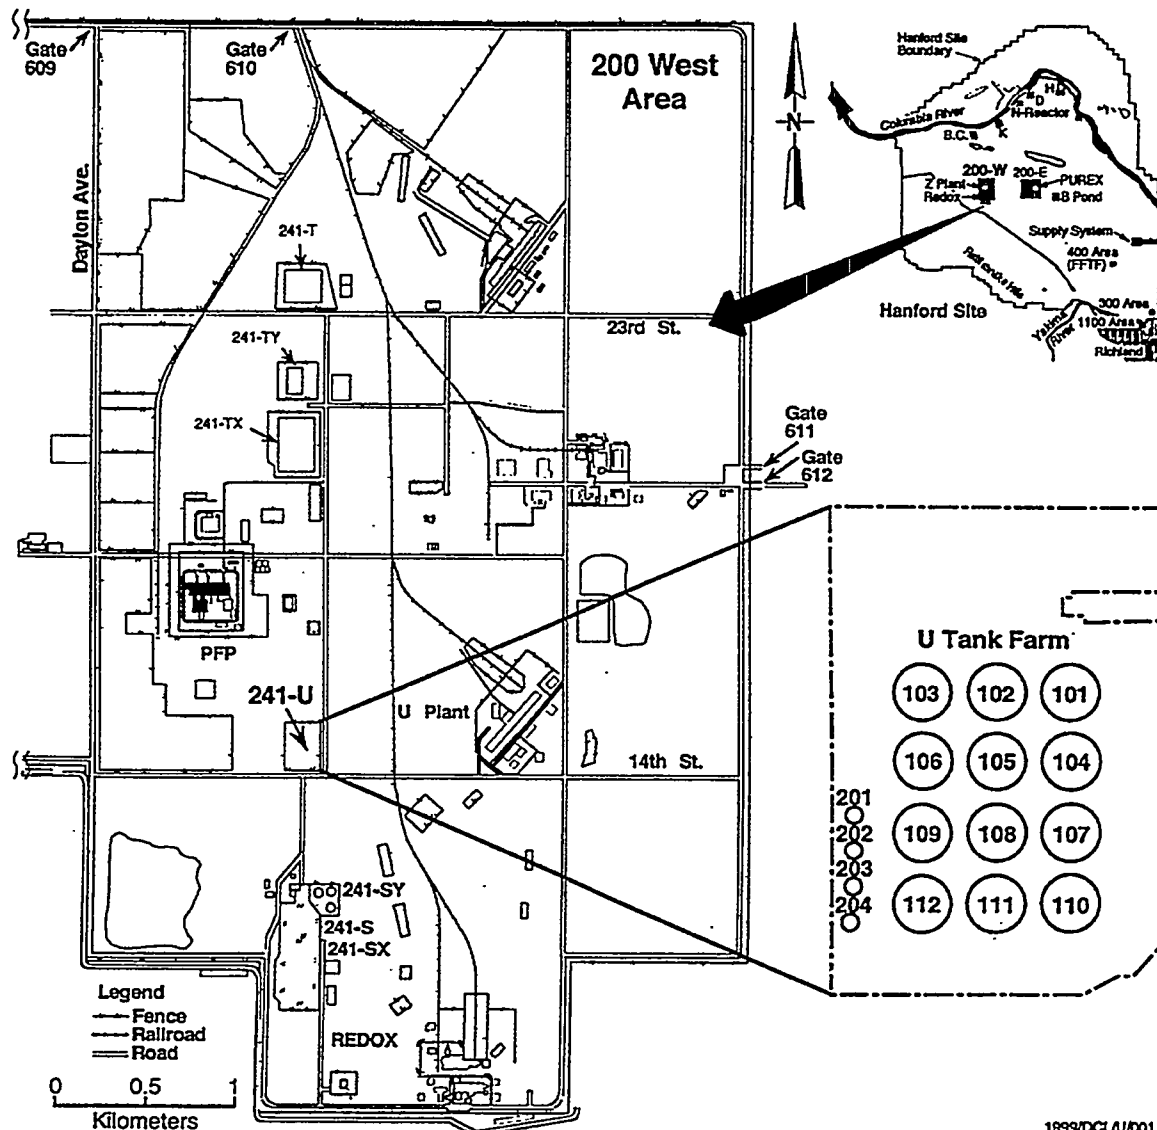 Gate
609
Gate
610
200 West
Area
Dayton Ave.
241-T
23rd St.
241-TY
241-TX
Gate
611
Gate
612
PFP
241-U
U Plant
14th St.
241-SY
241-S
241-SX
REDOX
Legend
Fence
Railroad
Road
0 0.5 1
Kilometers
N
Hanford Site
Boundary
Columbia River
H
D
N-Reactor
K
B.C.
200-W
200-E
Z Plant
Redox
PUREX
B Pond
Supply System
400 Area
(FFTF)
Hanford Site
300 Area
1100 Area
Yakima
River
Richland
U Tank Farm
103 102 101
106 105 104
201
202
109 108 107
203
204
112 111 110